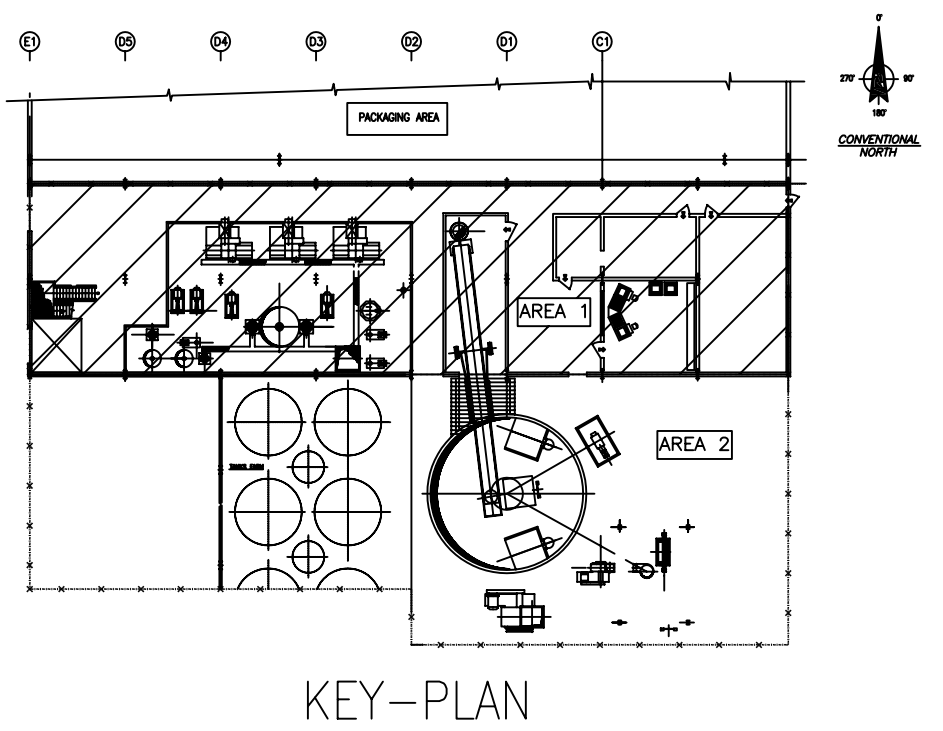 E1 D5 D4 D3 D2 D1 C1
0°
270° 90°
180°
CONVENTIONAL
NORTH
PACKAGING AREA
AREA 1
AREA 2
KEY-PLAN